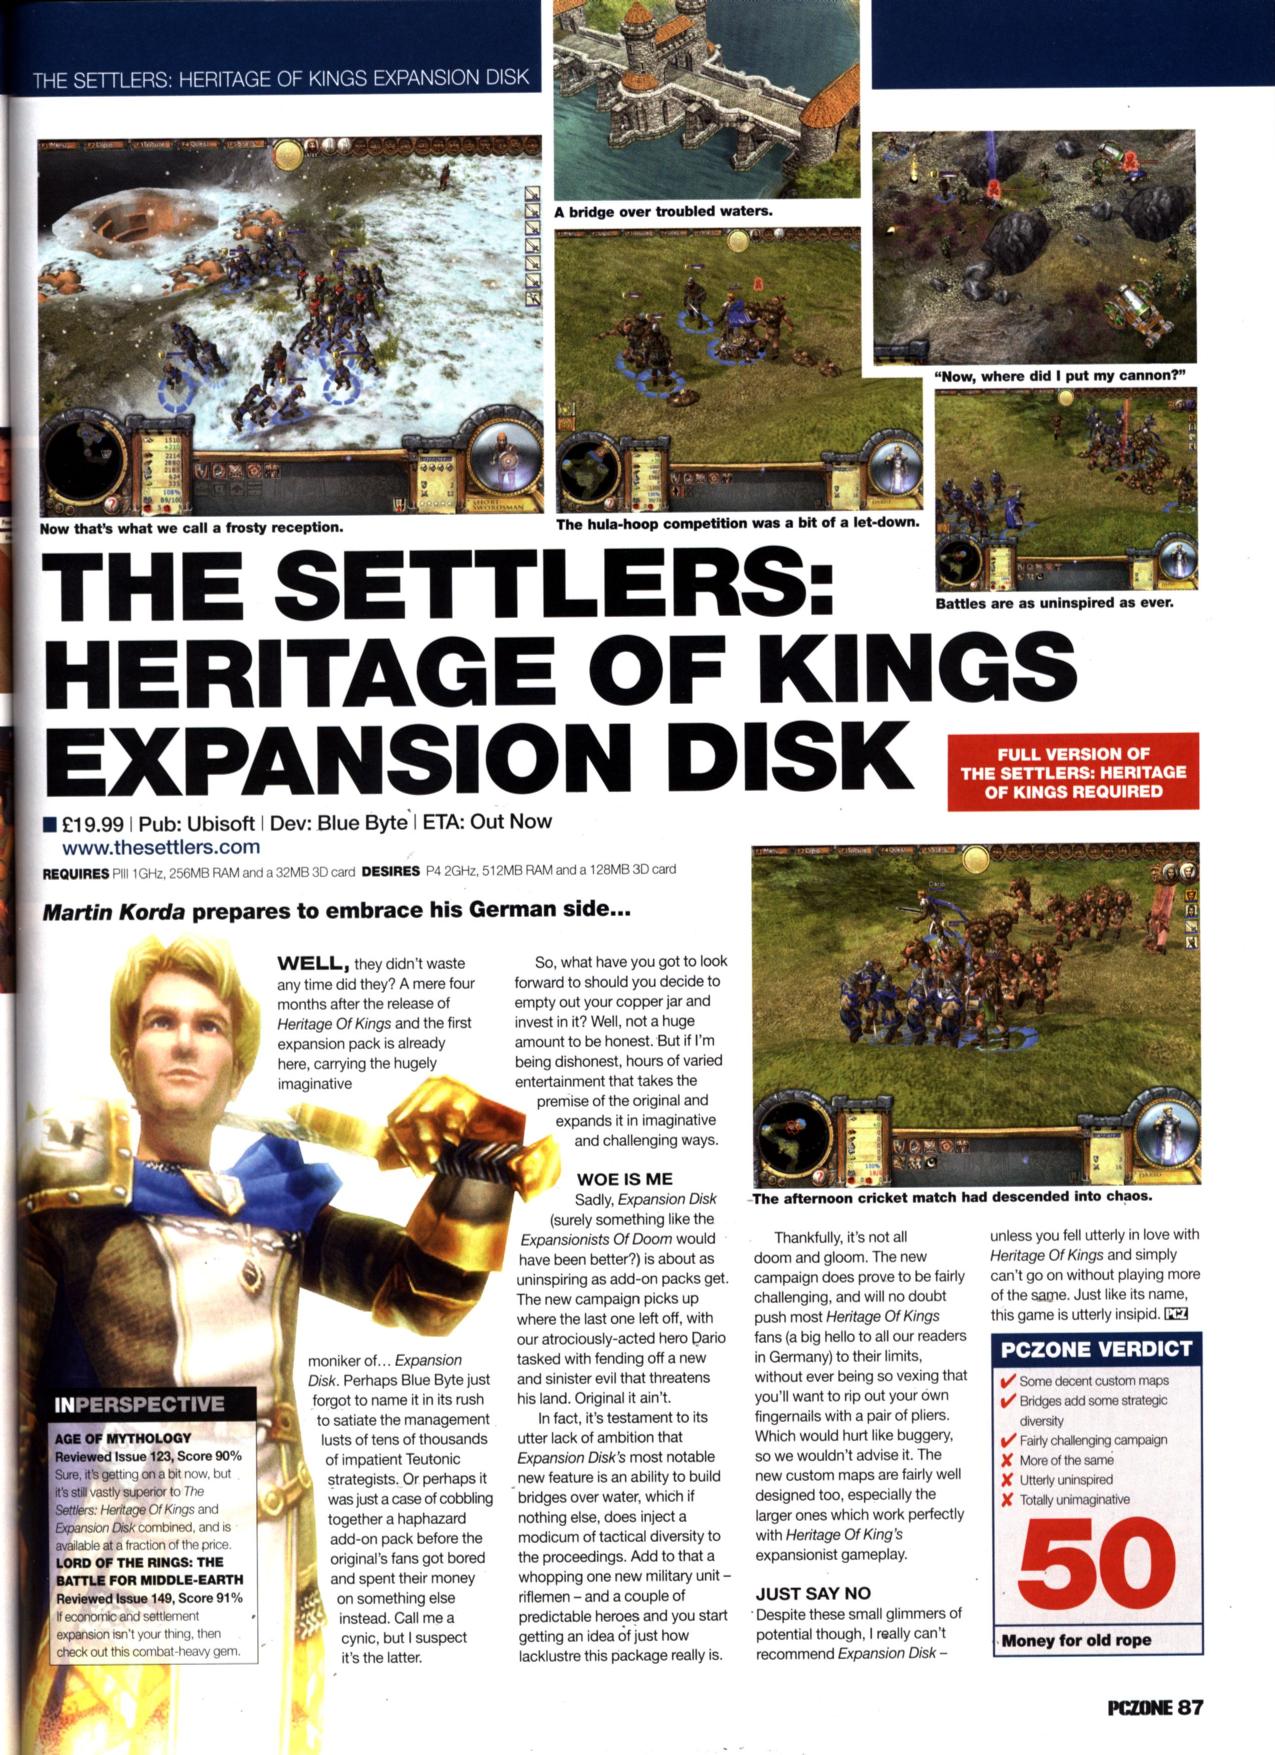 THE SETTLERS: HERITAGE OF KINGS EXPANSION DISK
A bridge over troubled waters.
"Now, where did I put my cannon?"
Now that's what we call a frosty reception.
The hula-hoop competition was a bit of a let-down.
Battles are as uninspired as ever.
THE SETTLERS:
HERITAGE OF KINGS
EXPANSION DISK
FULL VERSION OF
THE SETTLERS: HERITAGE
OF KINGS REQUIRED
£19.99 | Pub: Ubisoft | Dev: Blue Byte | ETA: Out Now
www.thesettlers.com
REQUIRES PIII 1GHz, 256MB RAM and a 32MB 3D card DESIRES P4 2GHz, 512MB RAM and a 128MB 3D card
Martin Korda prepares to embrace his German side...
WELL, they didn't waste
any time did they? A mere four
months after the release of
Heritage Of Kings and the first
expansion pack is already
here, carrying the hugely
imaginative
moniker of... Expansion
Disk. Perhaps Blue Byte just
forgot to name it in its rush
to satiate the management
lusts of tens of thousands
of impatient Teutonic
strategists. Or perhaps it
was just a case of cobbling
together a haphazard
add-on pack before the
original's fans got bored
and spent their money
on something else
instead. Call me a
cynic, but I suspect
it's the latter.
So, what have you got to look
forward to should you decide to
empty out your copper jar and
invest in it? Well, not a huge
amount to be honest. But if I'm
being dishonest, hours of varied
entertainment that takes the
premise of the original and
expands it in imaginative
and challenging ways.
WOE IS ME
Sadly, Expansion Disk
(surely something like the
Expansionists Of Doom would
have been better?) is about as
uninspiring as add-on packs get.
The new campaign picks up
where the last one left off, with
our atrociously-acted hero Dario
tasked with fending off a new
and sinister evil that threatens
his land. Original it ain't.
In fact, it's testament to its
utter lack of ambition that
Expansion Disk's most notable
new feature is an ability to build
bridges over water, which if
nothing else, does inject a
modicum of tactical diversity to
the proceedings. Add to that a
whopping one new military unit –
riflemen – and a couple of
predictable heroes and you start
getting an idea of just how
lacklustre this package really is.
The afternoon cricket match had descended into chaos.
Thankfully, it's not all
doom and gloom. The new
campaign does prove to be fairly
challenging, and will no doubt
push most Heritage Of Kings
fans (a big hello to all our readers
in Germany) to their limits,
without ever being so vexing that
you'll want to rip out your own
fingernails with a pair of pliers.
Which would hurt like buggery,
so we wouldn't advise it. The
new custom maps are fairly well
designed too, especially the
larger ones which work perfectly
with Heritage Of King's
expansionist gameplay.
JUST SAY NO
Despite these small glimmers of
potential though, I really can't
recommend Expansion Disk –
unless you fell utterly in love with
Heritage Of Kings and simply
can't go on without playing more
of the same. Just like its name,
this game is utterly insipid. PCZ
INPERSPECTIVE
AGE OF MYTHOLOGY
Reviewed Issue 123, Score 90%
Sure, it's getting on a bit now, but
it's still vastly superior to The
Settlers: Heritage Of Kings and
Expansion Disk combined, and is
available at a fraction of the price.
LORD OF THE RINGS: THE
BATTLE FOR MIDDLE-EARTH
Reviewed Issue 149, Score 91%
If economic and settlement
expansion isn't your thing, then
check out this combat-heavy gem.
PCZONE VERDICT
Some decent custom maps
Bridges add some strategic
diversity
Fairly challenging campaign
More of the same
Utterly uninspired
Totally unimaginative
50
Money for old rope
PCZONE 87